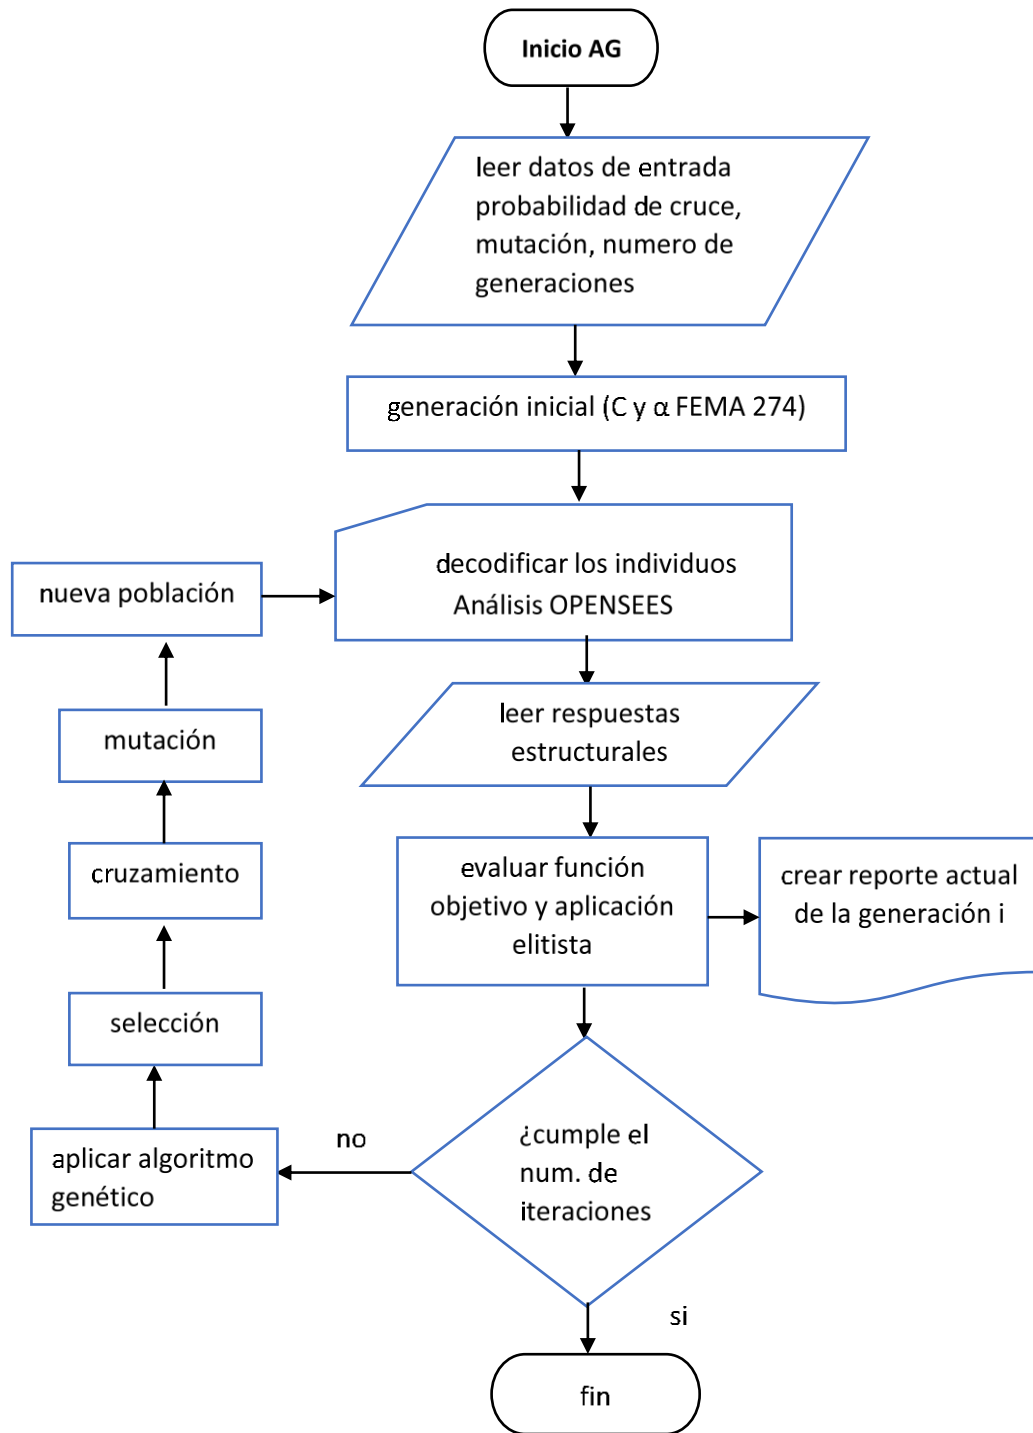 Inicio AG
leer datos de entrada
probabilidad de cruce,
mutación, numero de
generaciones
generación inicial (C y α FEMA 274)
decodificar los individuos
Análisis OPENSEES
nueva población
leer respuestas
estructurales
mutación
evaluar función
objetivo y aplicación
elitista
crear reporte actual
de la generación i
cruzamiento
selección
¿cumple el
num. de
iteraciones
no
aplicar algoritmo
genético
si
fin